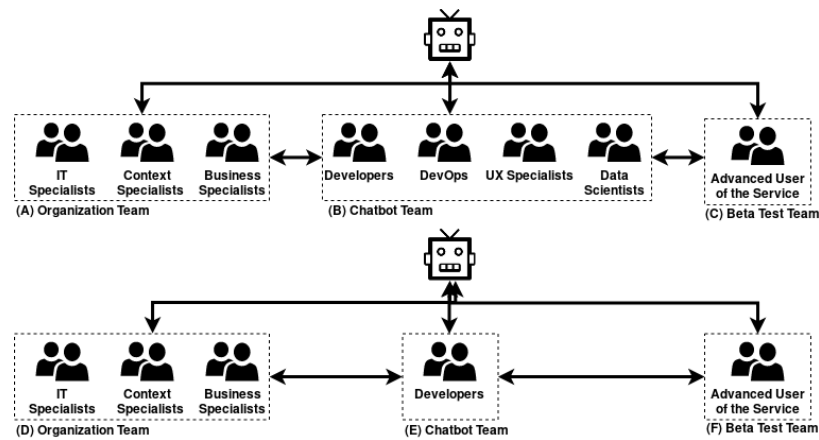 IT
Specialists
Context
Specialists
Business
Specialists
(A) Organization Team
Developers
DevOps
UX Specialists
Data
Scientists
(B) Chatbot Team
Advanced User
of the Service
(C) Beta Test Team
IT
Specialists
Context
Specialists
Business
Specialists
(D) Organization Team
Developers
(E) Chatbot Team
Advanced User
of the Service
(F) Beta Test Team